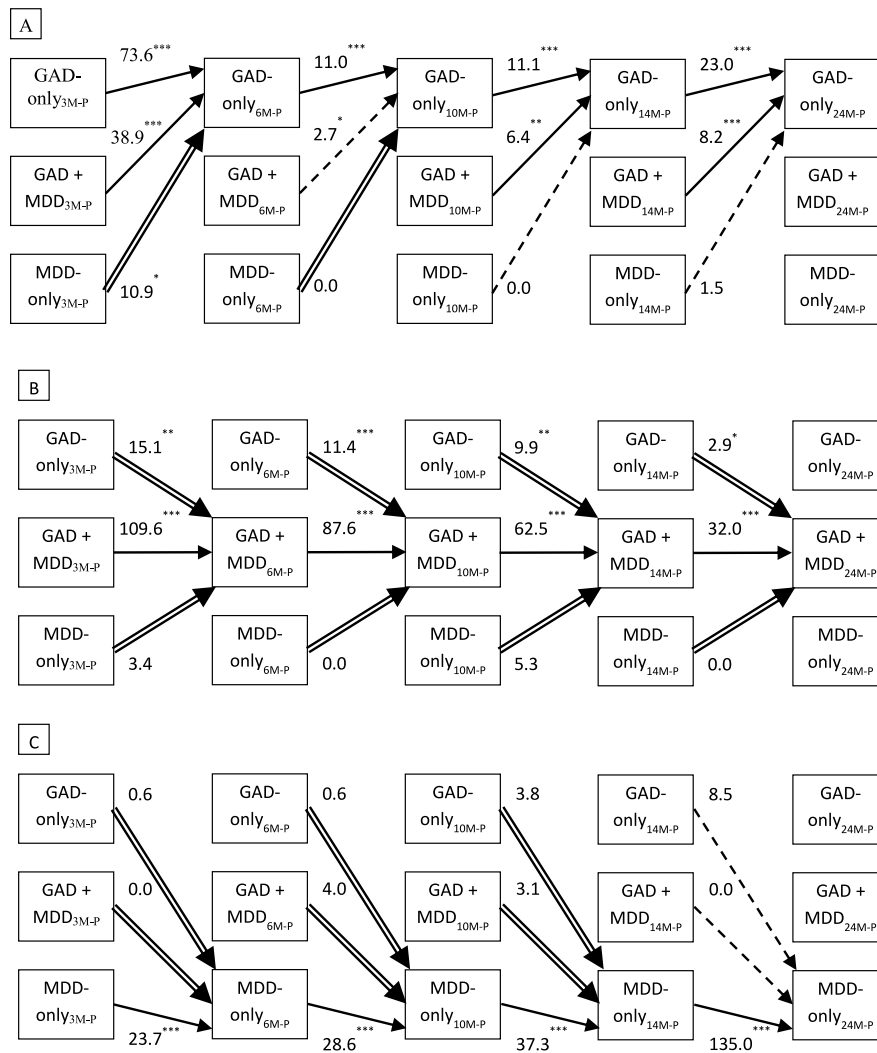 A
73.6*** 11.0*** 11.1*** 23.0***
GAD- GAD- GAD- GAD- GAD-
only3M-P only6M-P only10M-P only14M-P only24M-P
38.9*** 2.7* 6.4** 8.2***
GAD + GAD + GAD + GAD + GAD +
MDD3M-P MDD6M-P MDD10M-P MDD14M-P MDD24M-P
MDD- MDD- MDD- MDD- MDD-
only3M-P only6M-P only10M-P only14M-P only24M-P
10.9* 0.0 0.0 1.5
B
GAD- 15.1** GAD- 11.4*** GAD- 9.9** GAD- 2.9* GAD-
only3M-P only6M-P only10M-P only14M-P only24M-P
109.6*** 87.6*** 62.5*** 32.0***
GAD + GAD + GAD + GAD + GAD +
MDD3M-P MDD6M-P MDD10M-P MDD14M-P MDD24M-P
MDD- MDD- MDD- MDD- MDD-
only3M-P only6M-P only10M-P only14M-P only24M-P
3.4 0.0 5.3 0.0
C
GAD- 0.6 GAD- 0.6 GAD- 3.8 GAD- 8.5 GAD-
only3M-P only6M-P only10M-P only14M-P only24M-P
GAD + 0.0 GAD + 4.0 GAD + 3.1 GAD + 0.0 GAD +
MDD3M-P MDD6M-P MDD10M-P MDD14M-P MDD24M-P
MDD- MDD- MDD- MDD- MDD-
only3M-P only6M-P only10M-P only14M-P only24M-P
23.7*** 28.6*** 37.3*** 135.0***